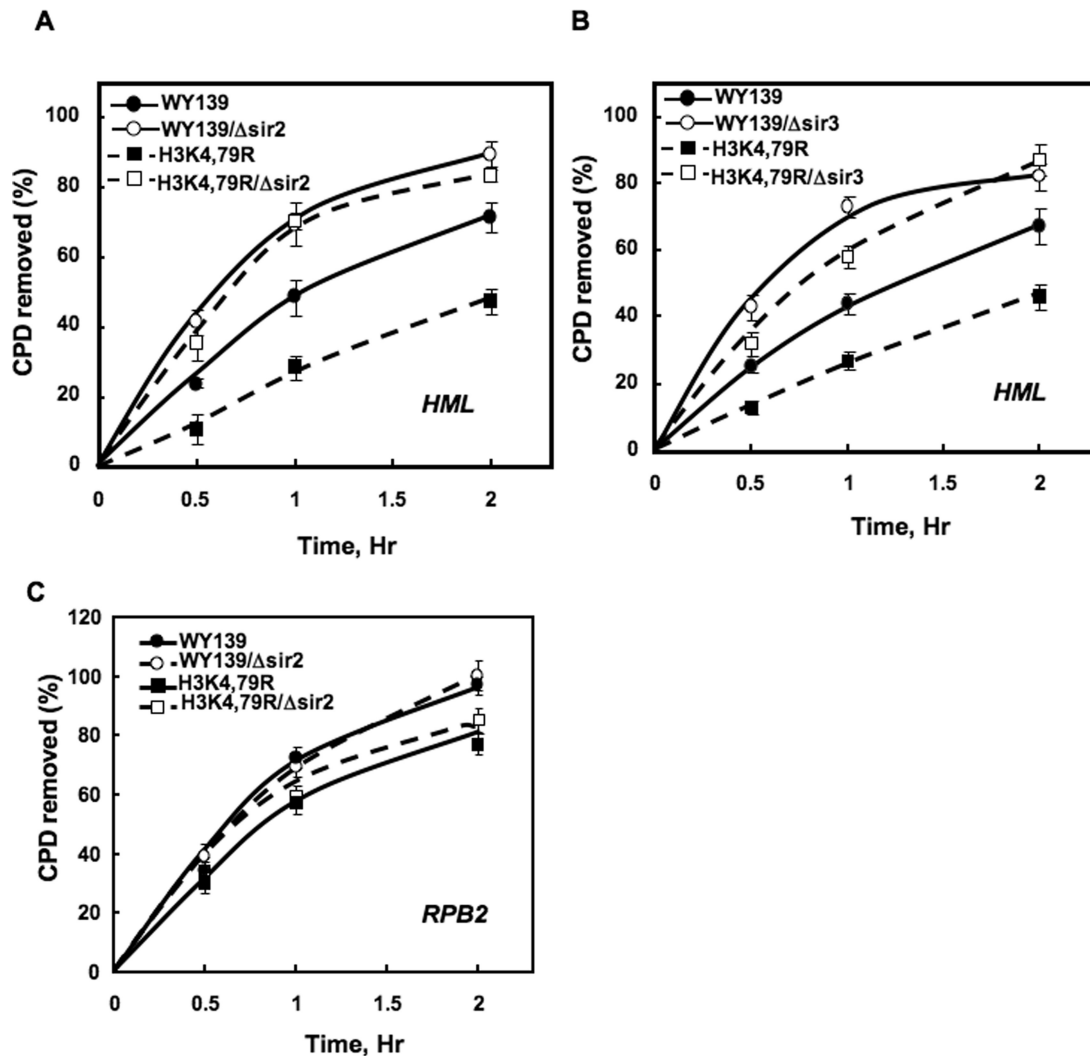 A
WY139
WY139/Δsir2
H3K4,79R
H3K4,79R/Δsir2
CPD removed (%)
100
80
60
40
20
0
HML
0 0.5 1 1.5 2
Time, Hr
B
WY139
WY139/Δsir3
H3K4,79R
H3K4,79R/Δsir3
CPD removed (%)
100
80
60
40
20
0
HML
0 0.5 1 1.5 2
Time, Hr
C
WY139
WY139/Δsir2
H3K4,79R
H3K4,79R/Δsir2
CPD removed (%)
120
100
80
60
40
20
0
RPB2
0 0.5 1 1.5 2
Time, Hr